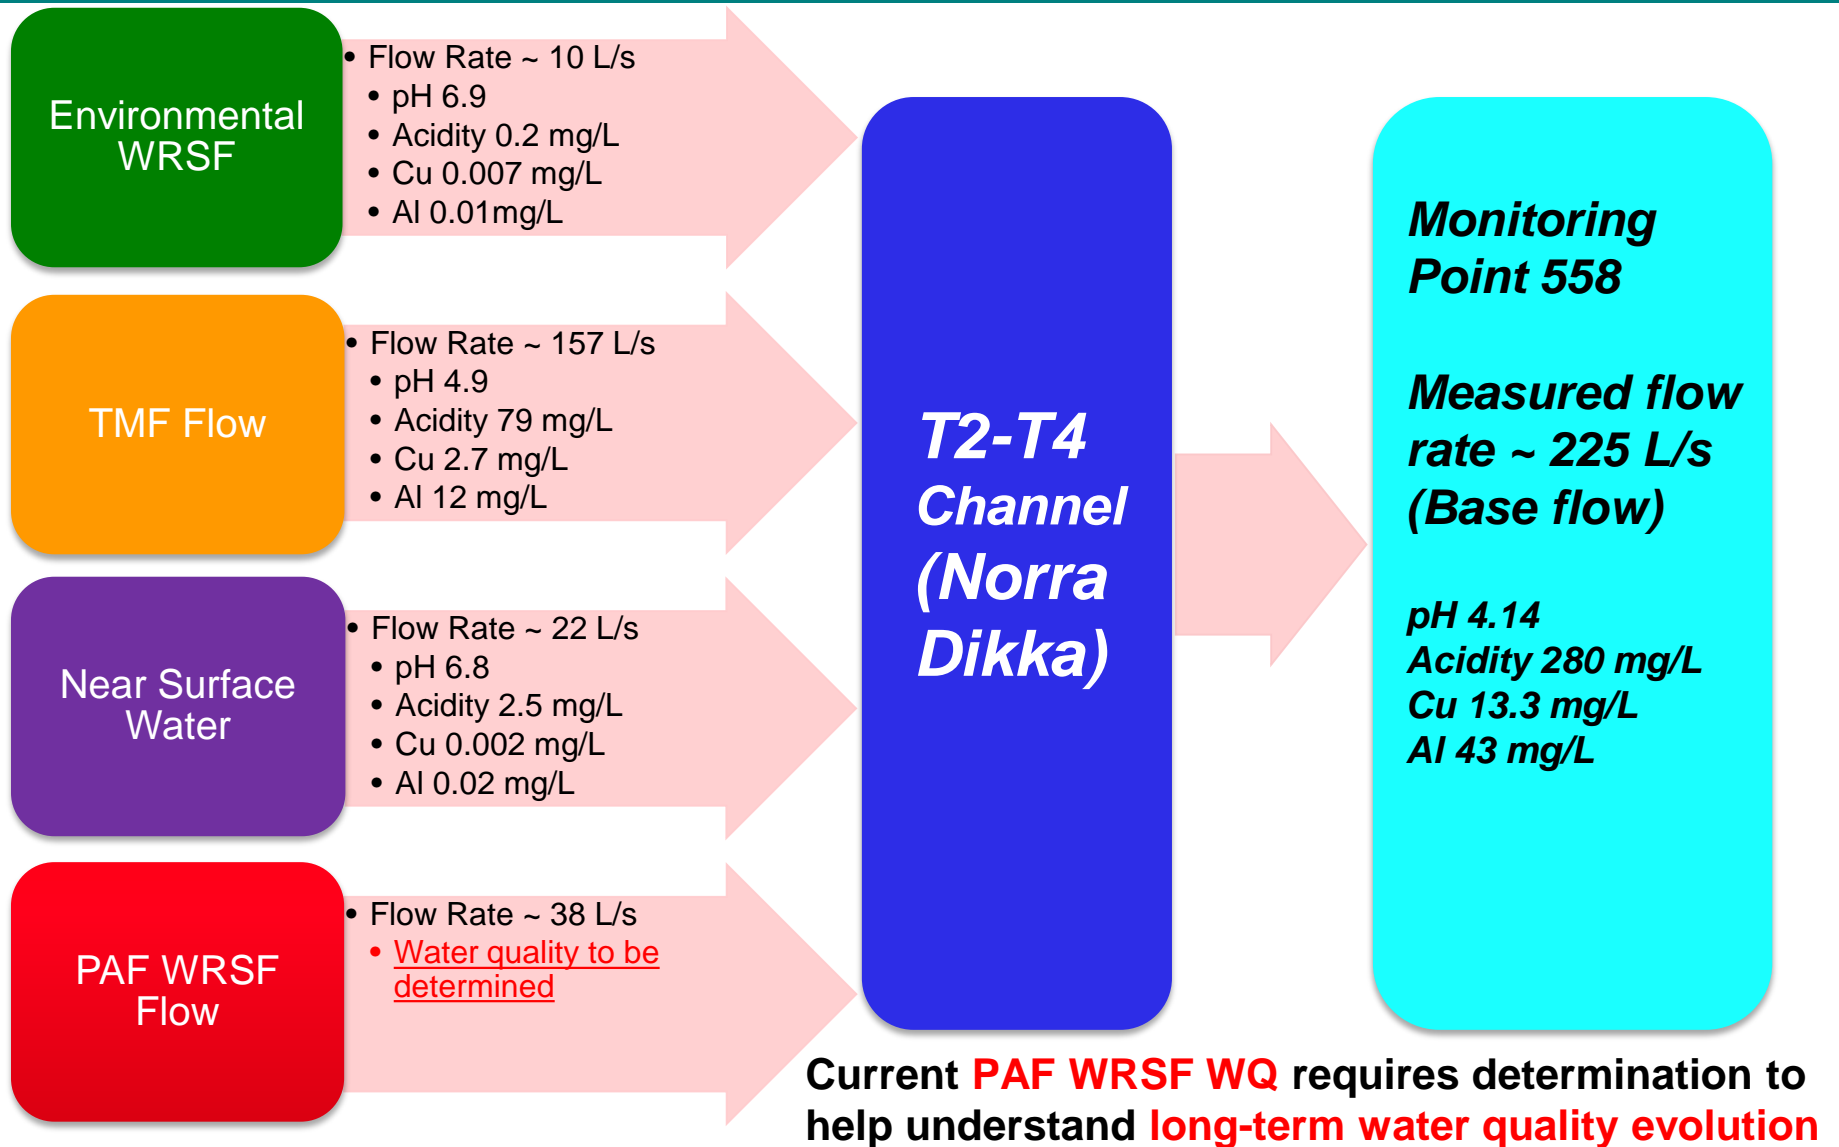 Environmental
WRSF
• Flow Rate ~ 10 L/s
• pH 6.9
• Acidity 0.2 mg/L
• Cu 0.007 mg/L
• Al 0.01mg/L
TMF Flow
• Flow Rate ~ 157 L/s
• pH 4.9
• Acidity 79 mg/L
• Cu 2.7 mg/L
• Al 12 mg/L
Near Surface
Water
• Flow Rate ~ 22 L/s
• pH 6.8
• Acidity 2.5 mg/L
• Cu 0.002 mg/L
• Al 0.02 mg/L
PAF WRSF
Flow
• Flow Rate ~ 38 L/s
• Water quality to be
determined
T2-T4
Channel
(Norra
Dikka)
Monitoring
Point 558
Measured flow
rate ~ 225 L/s
(Base flow)
pH 4.14
Acidity 280 mg/L
Cu 13.3 mg/L
Al 43 mg/L
Current PAF WRSF WQ requires determination to
help understand long-term water quality evolution